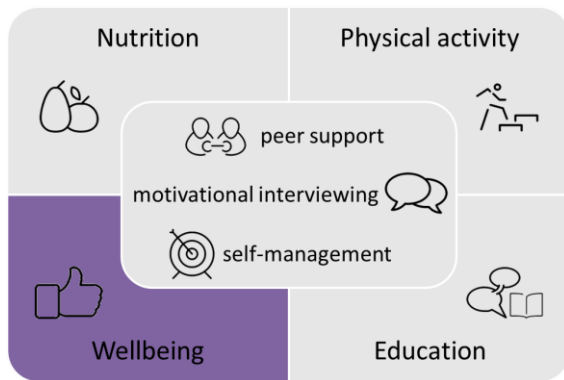 Nutrition
Physical activity
peer support
motivational interviewing
self-management
Wellbeing
Education